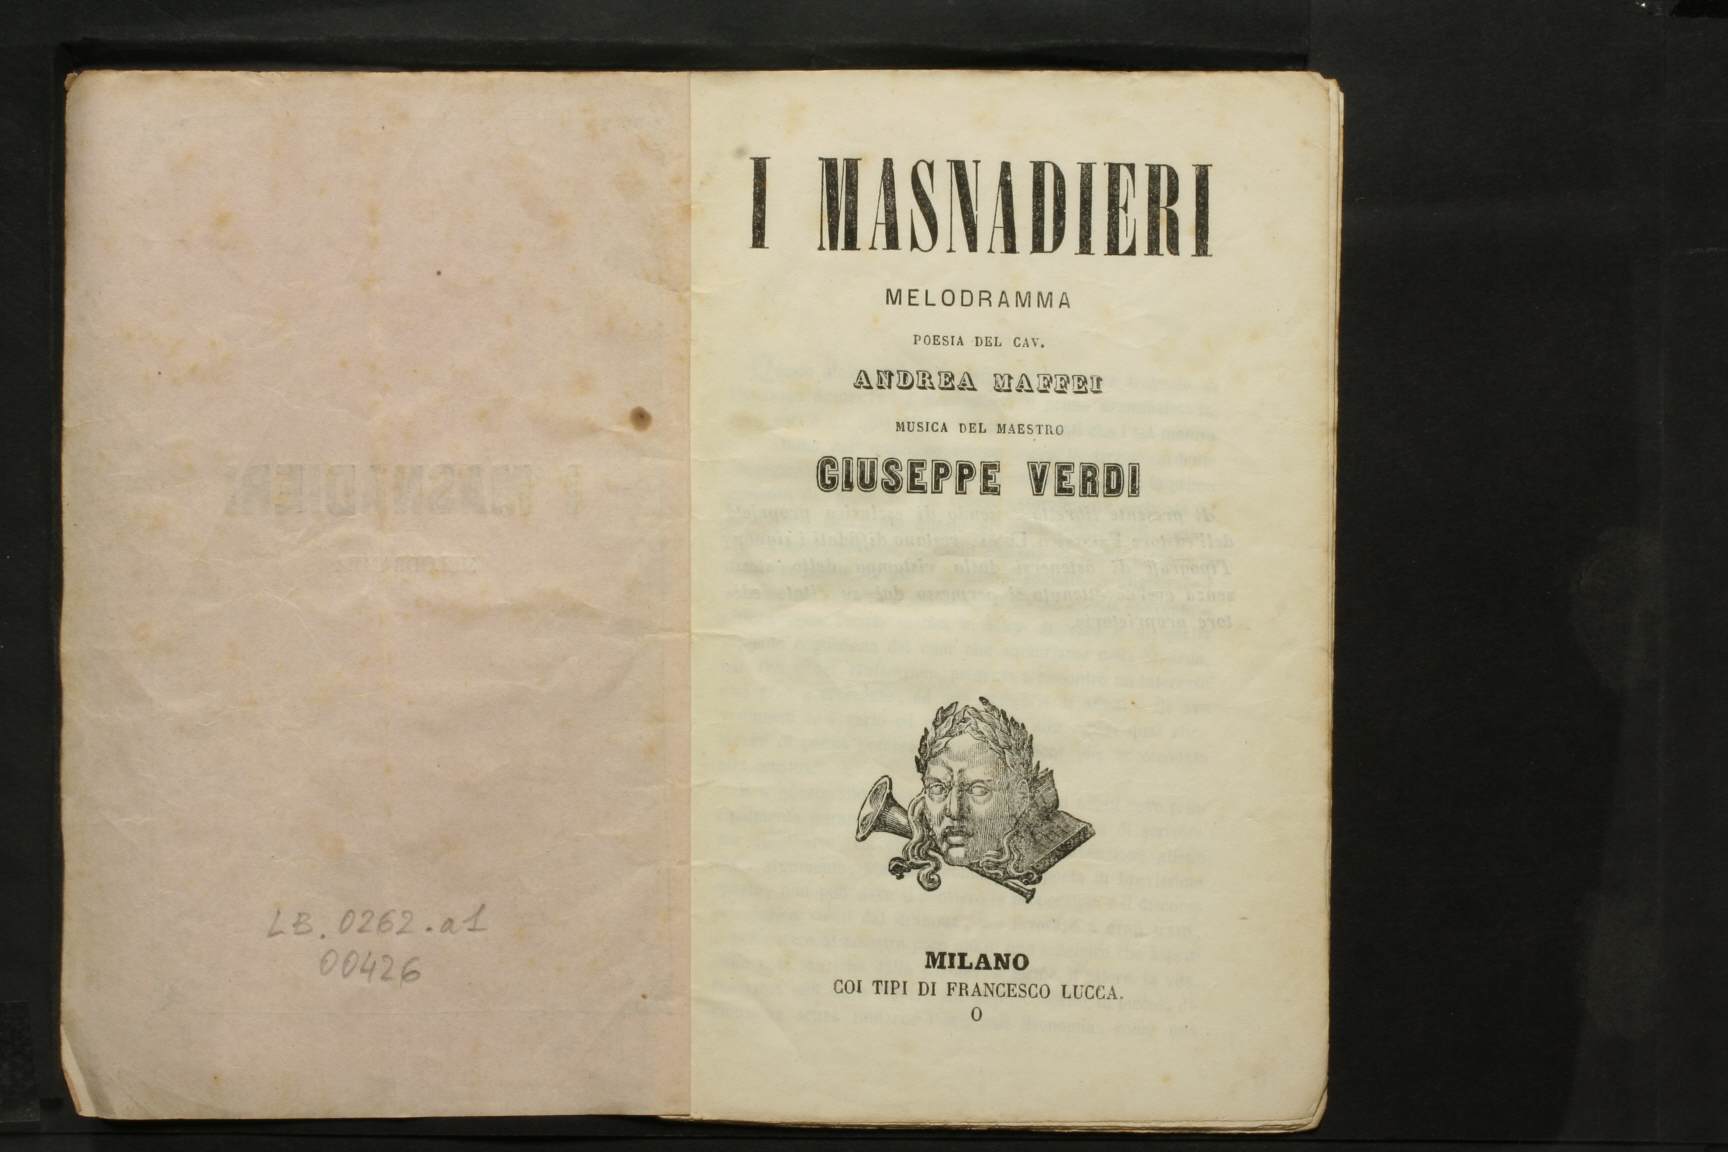 LB. 0262.a1
00426
I MASNADIERI
MELODRAMMA
POESIA DEL CAV.
ANDREA MAFFEI
MUSICA DEL MAESTRO
GIUSEPPE VERDI
MILANO
COI TIPI DI FRANCESCO LUCCA.
O